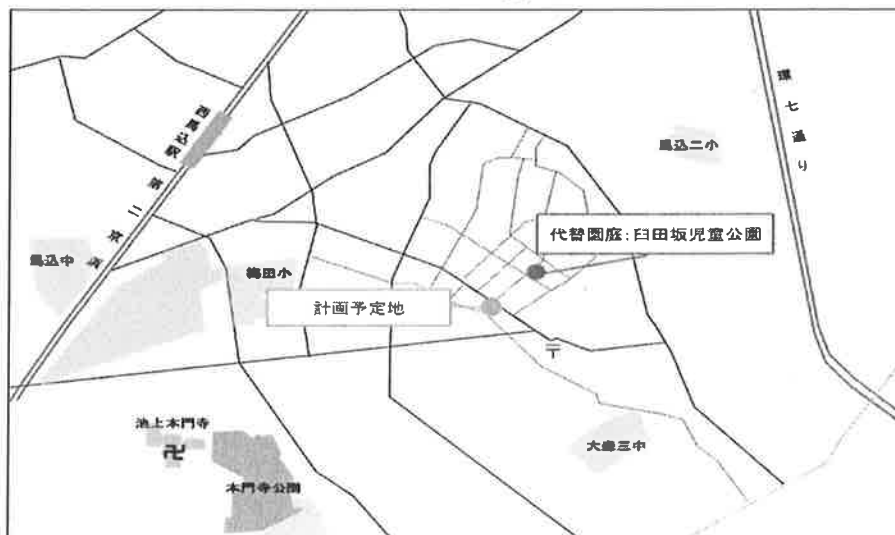 環七通り
西馬込駅
馬込二小
第二京浜
代替園庭:臼田坂児童公園
馬込中
梅田小
計画予定地
〒
池上本門寺
卍
大森三中
本門寺公園